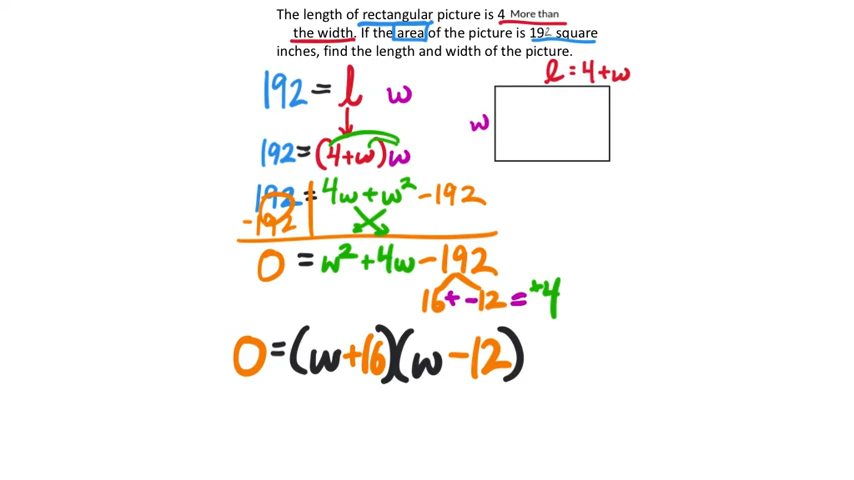 The length of rectangular picture is 4 More than
the width. If the area of the picture is 192 square
inches, find the length and width of the picture.
l = 4+w
192 = l w
w
192 = (4+w)w
192 = 4w + w² - 192
-192
0 = w² + 4w - 192
16 + -12 = +4
0 = (w + 16)(w - 12)